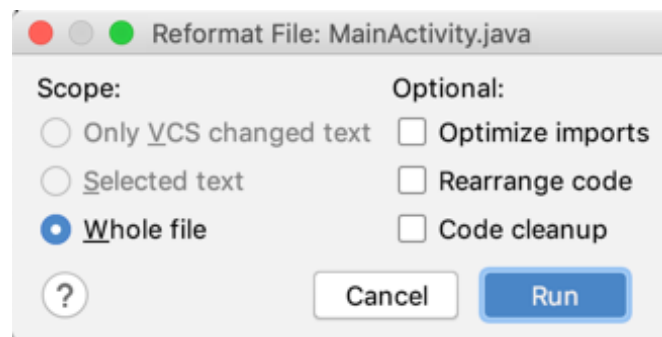 Reformat File: MainActivity.java
Scope:
Only VCS changed text
Selected text
Whole file
Optional:
Optimize imports
Rearrange code
Code cleanup
?
Cancel
Run